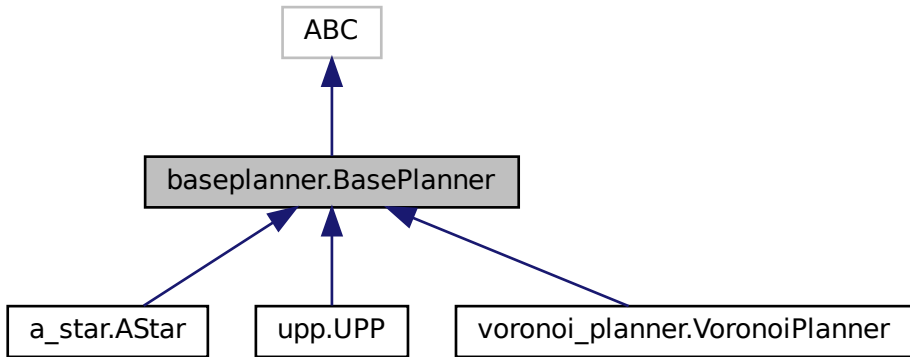 ABC
baseplanner.BasePlanner
a_star.AStar
upp.UPP
voronoi_planner.VoronoiPlanner